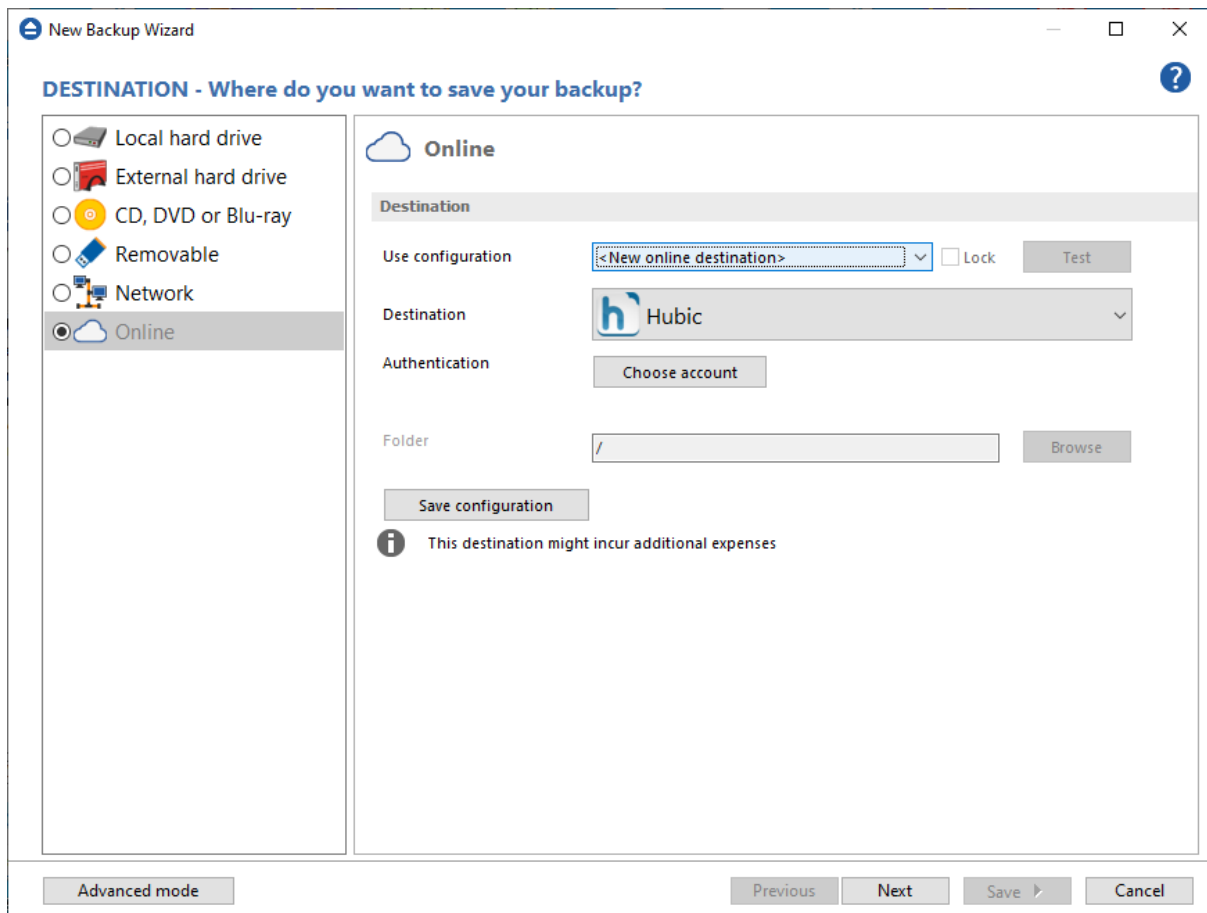 New Backup Wizard
DESTINATION - Where do you want to save your backup?
?
Local hard drive
External hard drive
CD, DVD or Blu-ray
Removable
Network
Online
Online
Destination
Use configuration
<New online destination>
Lock
Test
Destination
h Hubic
Authentication
Choose account
Folder
/
Browse
Save configuration
i This destination might incur additional expenses
Advanced mode
Previous
Next
Save
Cancel